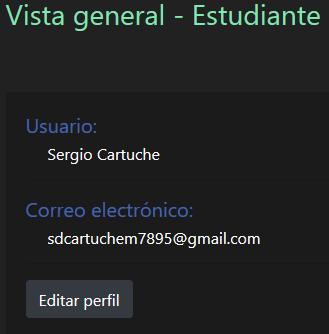 Vista general - Estudiante
Usuario:
Sergio Cartuche
Correo electrónico:
sdcartuchem7895@gmail.com
Editar perfil